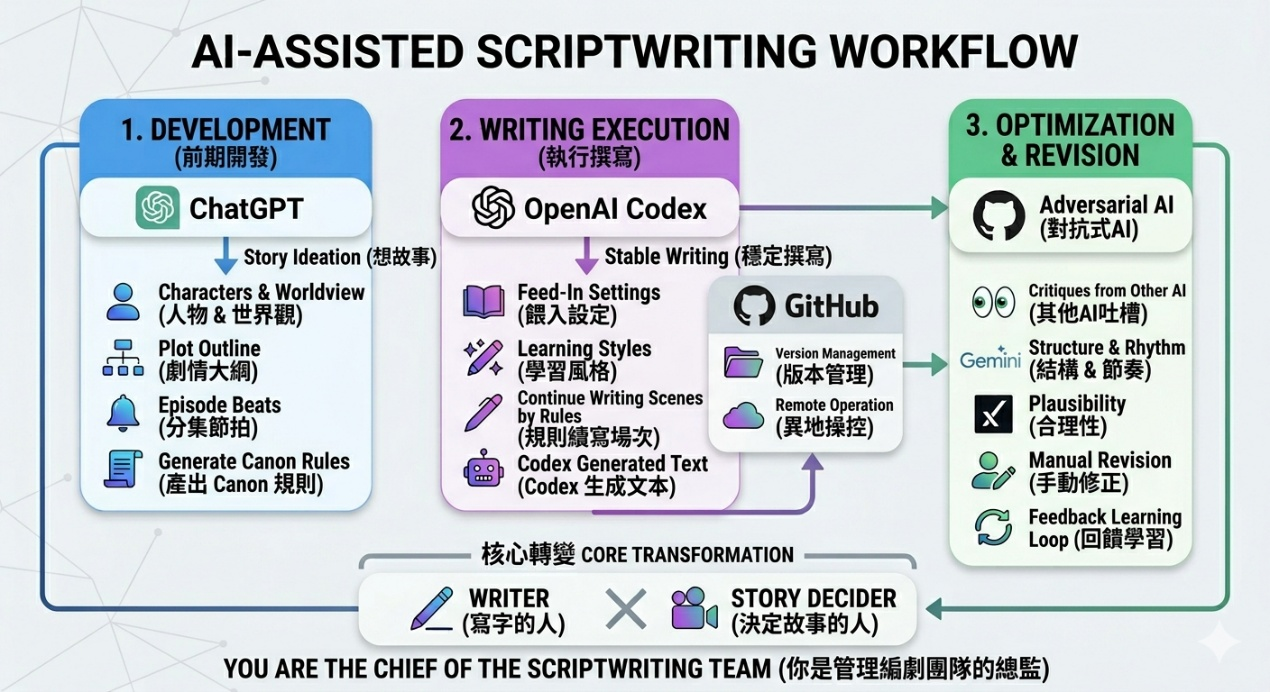 AI-ASSISTED SCRIPTWRITING WORKFLOW
1. DEVELOPMENT
(前期開發)
ChatGPT
Story Ideation (想故事)
Characters & Worldview
(人物 & 世界觀)
Plot Outline
(劇情大綱)
Episode Beats
(分集節拍)
Generate Canon Rules
(產出 Canon 規則)
2. WRITING EXECUTION
(執行撰寫)
OpenAI Codex
Stable Writing (穩定撰寫)
Feed-In Settings
(餵入設定)
Learning Styles
(學習風格)
Continue Writing Scenes
by Rules
(規則續寫場次)
Codex Generated Text
(Codex 生成文本)
GitHub
Version Management
(版本管理)
Remote Operation
(異地操控)
3. OPTIMIZATION
& REVISION
Adversarial AI
(對抗式AI)
Critiques from Other AI
(其他AI吐槽)
Gemini
Structure & Rhythm
(結構 & 節奏)
Plausibility
(合理性)
Manual Revision
(手動修正)
Feedback Learning
Loop (回饋學習)
核心轉變 CORE TRANSFORMATION
WRITER
(寫字的人)
STORY DECIDER
(決定故事的人)
YOU ARE THE CHIEF OF THE SCRIPTWRITING TEAM (你是管理編劇團隊的總監)